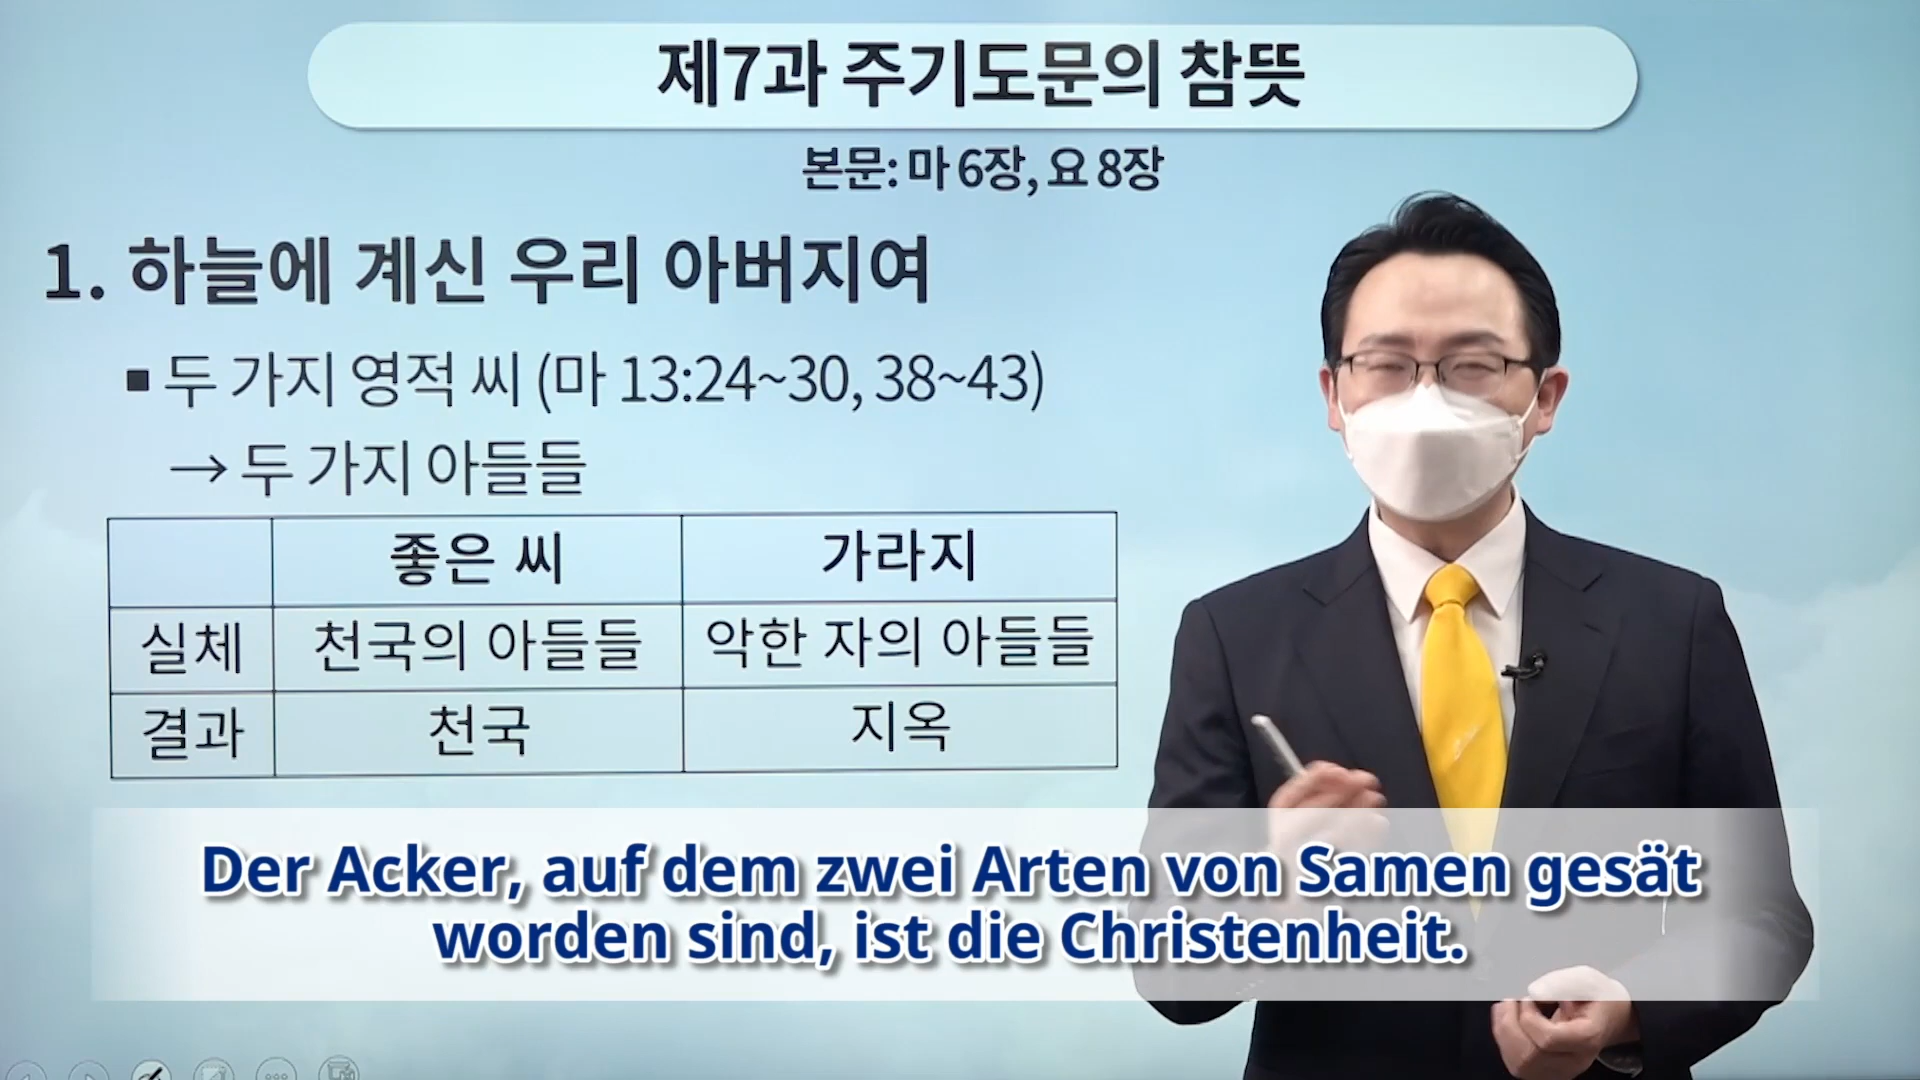 제7과 주기도문의 참뜻
본문: 마 6장, 요 8장
1. 하늘에 계신 우리 아버지여
▪ 두 가지 영적 씨 (마 13:24~30, 38~43)
→ 두 가지 아들들
좋은 씨 가라지
실체 천국의 아들들 악한 자의 아들들
결과 천국 지옥
Der Acker, auf dem zwei Arten von Samen gesät
worden sind, ist die Christenheit.